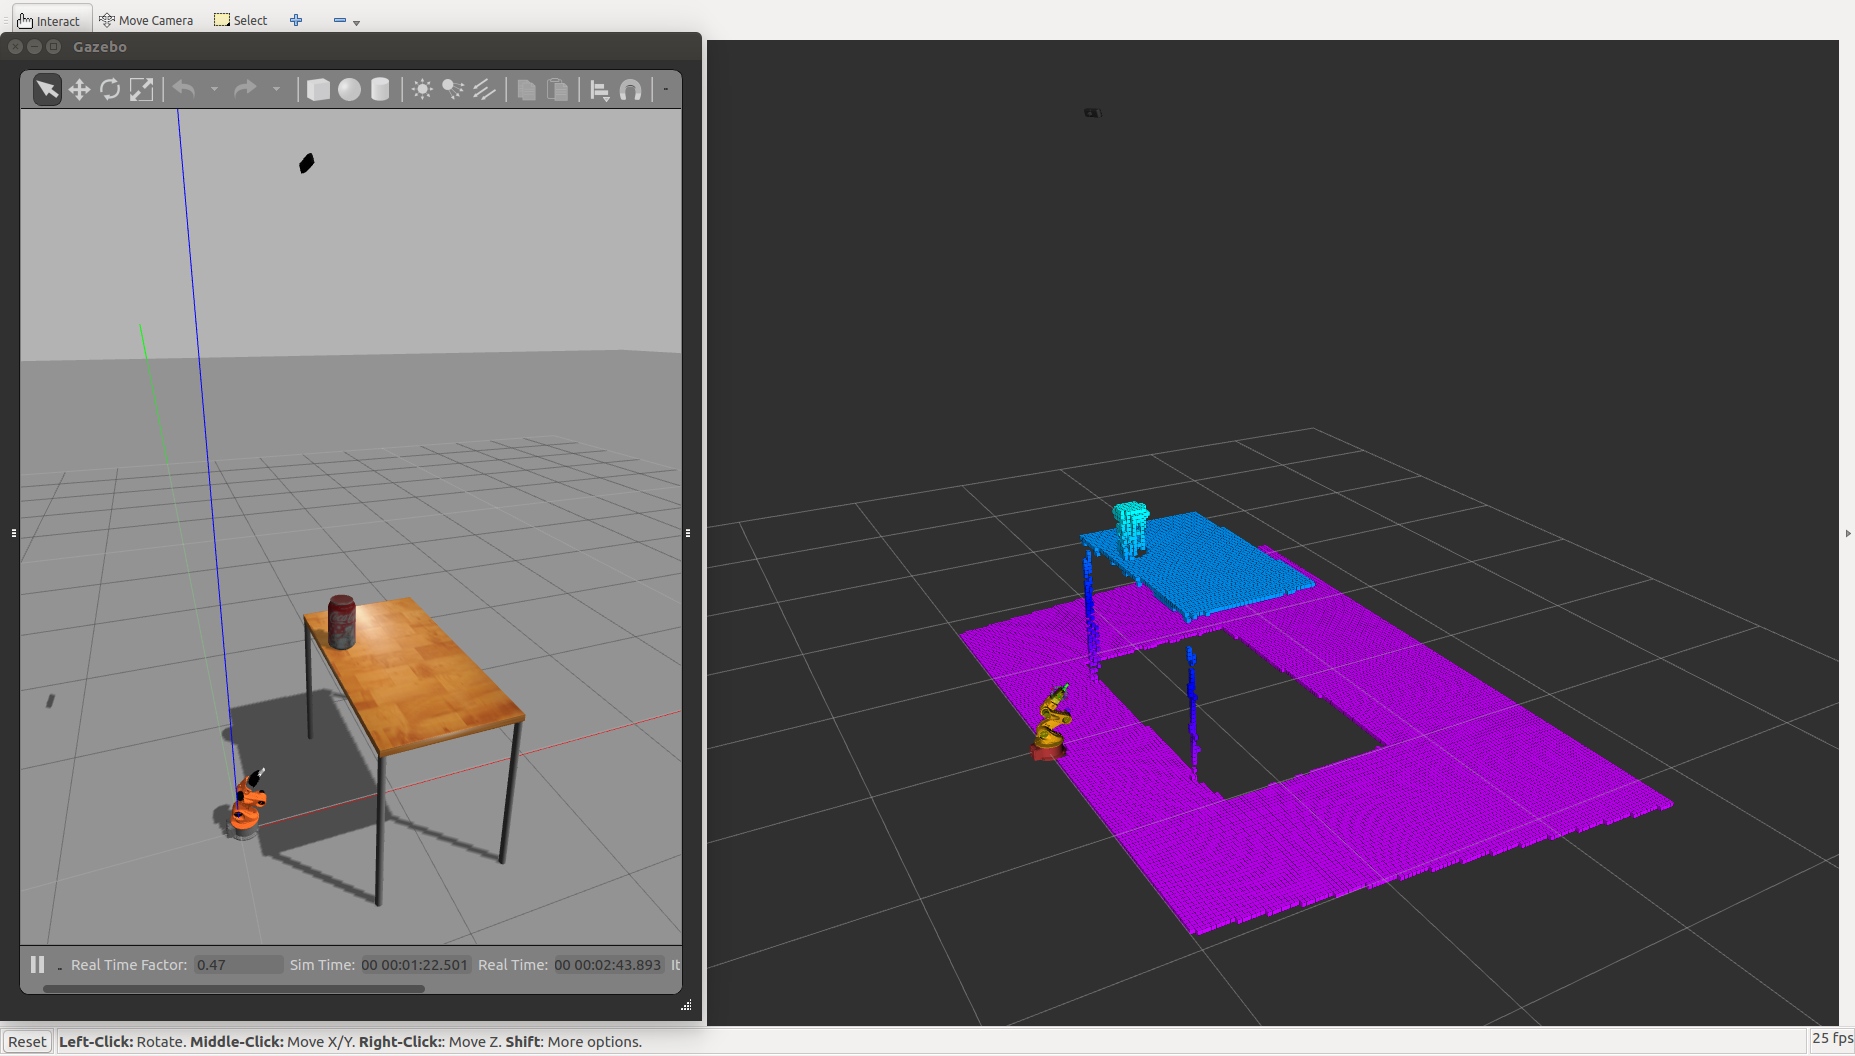 Interact Move Camera Select
Gazebo
Real Time Factor: 0.47 Sim Time: 00 00:01:22.501 Real Time: 00 00:02:43.893 It
Reset Left-Click: Rotate. Middle-Click: Move X/Y. Right-Click:: Move Z. Shift: More options. 25 fps